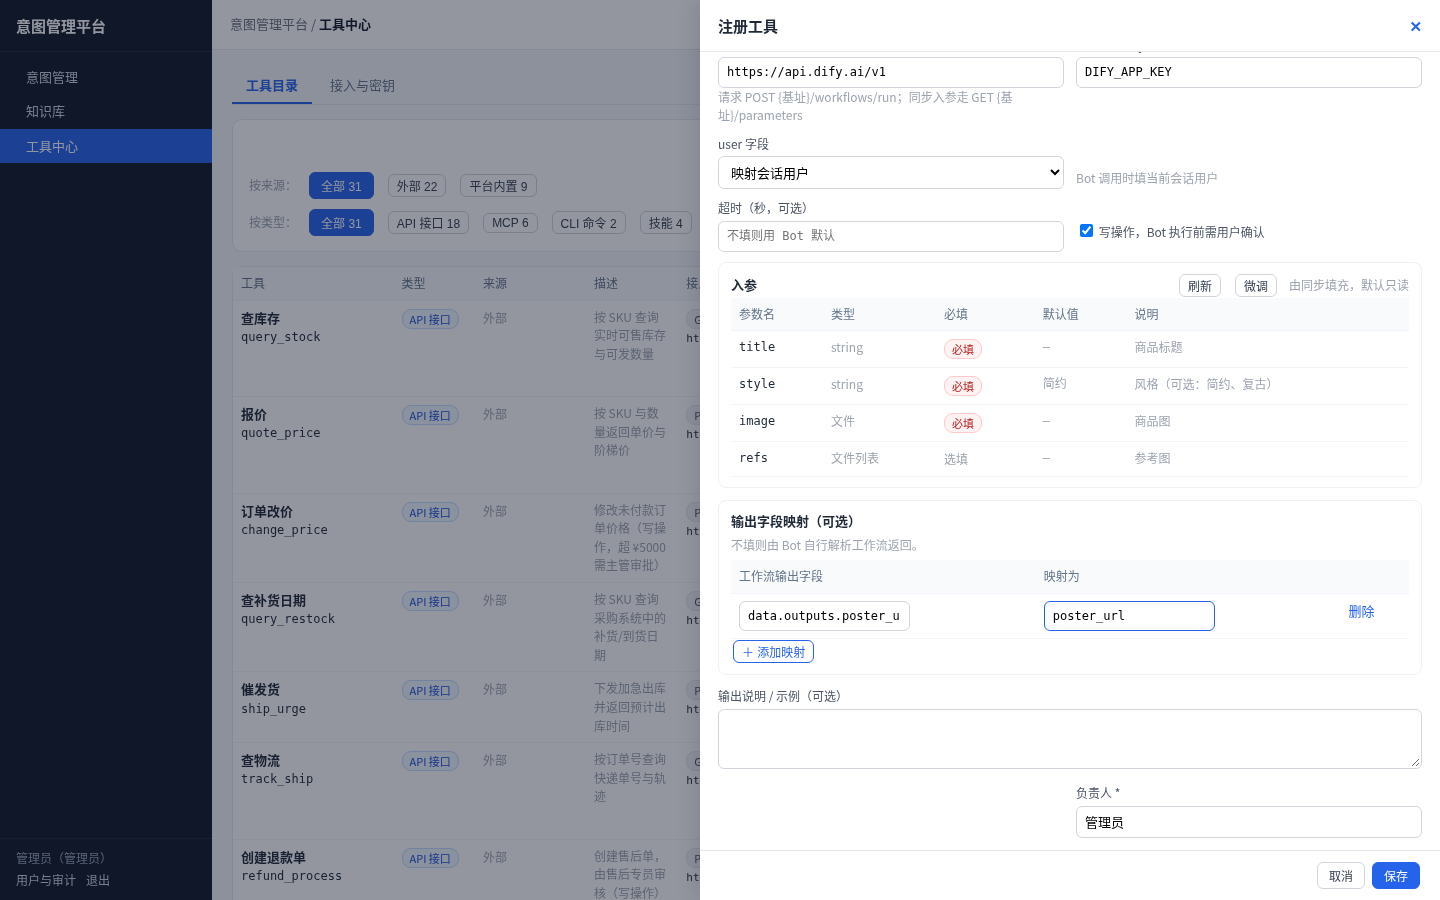 意图管理平台
意图管理
知识库
工具中心
管理员（管理员）
用户与审计 退出
意图管理平台 / 工具中心
工具目录 接入与密钥
按来源： 全部 31 外部 22 平台内置 9
按类型： 全部 31 API 接口 18 MCP 6 CLI 命令 2 技能 4
工具 类型 来源 描述
查库存 API 接口 外部 按 SKU 查询
query_stock 实时可售库存
与可发数量
报价 API 接口 外部 按 SKU 与数
quote_price 量返回单价与
阶梯价
订单改价 API 接口 外部 修改未付款订
change_price 单价格（写操
作，超 ¥5000
需主管审批）
查补货日期 API 接口 外部 按 SKU 查询
query_restock 采购系统中的
补货/到货日
期
催发货 API 接口 外部 下发加急出库
ship_urge 并返回预计出
库时间
查物流 API 接口 外部 按订单号查询
track_ship 快递单号与轨
迹
创建退款单 API 接口 外部 创建售后单，
refund_process 由售后专员审
核（写操作）
注册工具 ×
https://api.dify.ai/v1 DIFY_APP_KEY
请求 POST {基址}/workflows/run；同步入参走 GET {基
址}/parameters
user 字段
映射会话用户 Bot 调用时填当前会话用户
超时（秒，可选）
不填则用 Bot 默认 写操作，Bot 执行前需用户确认
入参 刷新 微调 由同步填充，默认只读
参数名 类型 必填 默认值 说明
title string 必填 — 商品标题
style string 必填 简约 风格（可选：简约、复古）
image 文件 必填 — 商品图
refs 文件列表 选填 — 参考图
输出字段映射（可选）
不填则由 Bot 自行解析工作流返回。
工作流输出字段 映射为
data.outputs.poster_u poster_url 删除
＋ 添加映射
输出说明 / 示例（可选）
负责人 *
管理员
取消 保存